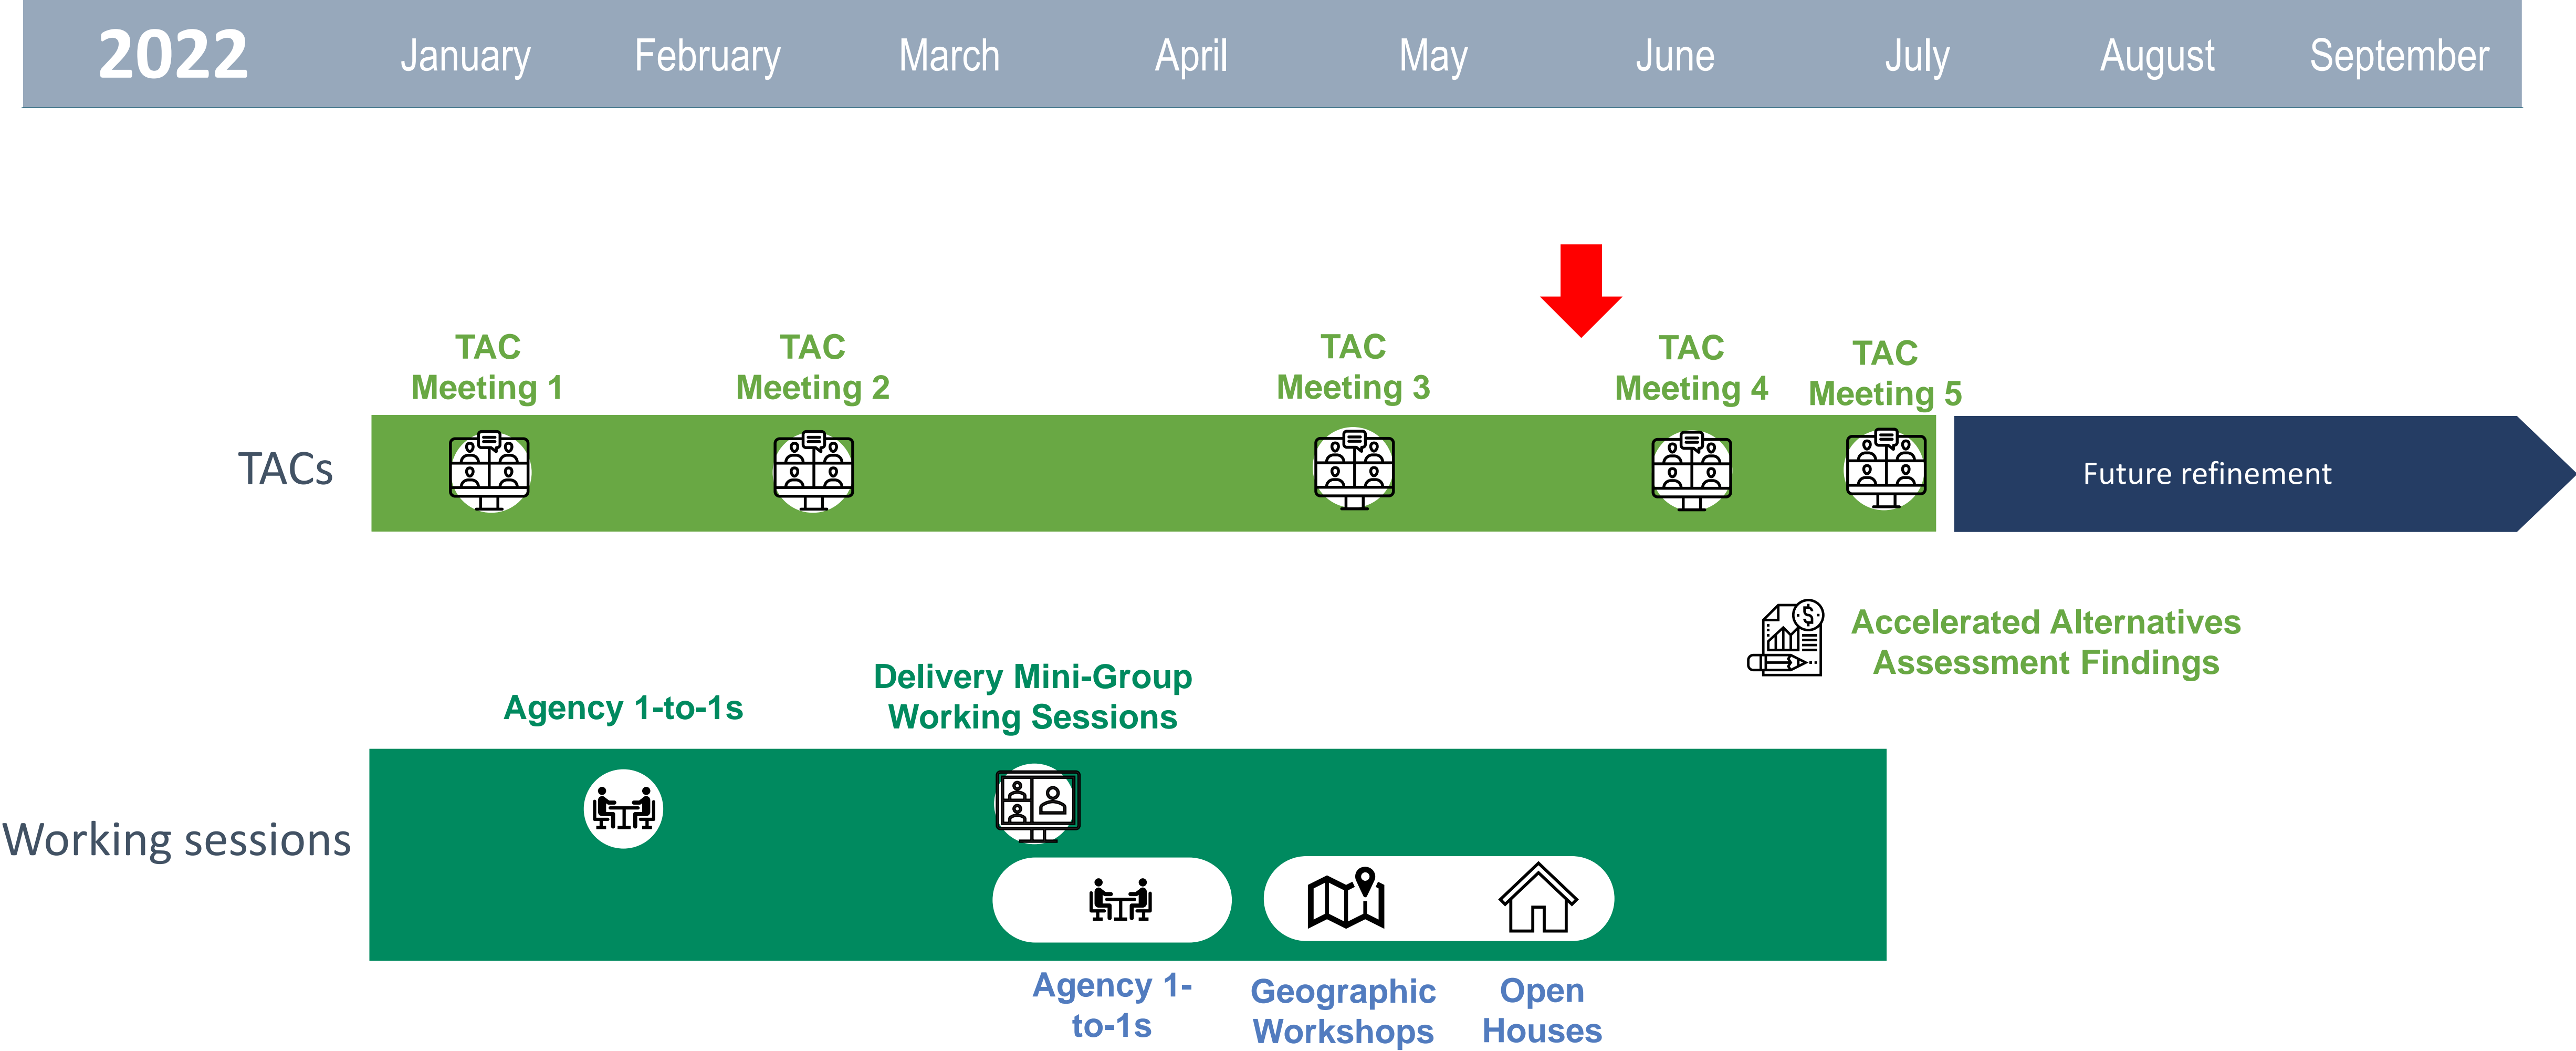 2022 January February March April May June July August September
TAC
Meeting 1
TAC
Meeting 2
TAC
Meeting 3
TAC
Meeting 4
TAC
Meeting 5
TACs
Future refinement
Accelerated Alternatives
Assessment Findings
Agency 1-to-1s
Delivery Mini-Group
Working Sessions
Working sessions
Agency 1-
to-1s
Geographic
Workshops
Open
Houses